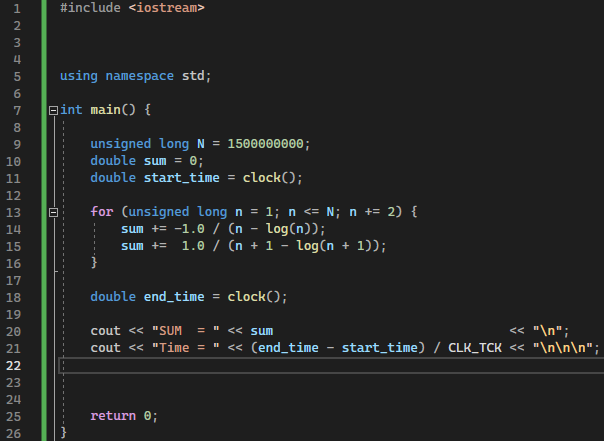 1 #include <iostream>
2
3
4
5 using namespace std;
6
7 int main() {
8
9 unsigned long N = 1500000000;
10 double sum = 0;
11 double start_time = clock();
12
13 for (unsigned long n = 1; n <= N; n += 2) {
14 sum += -1.0 / (n - log(n));
15 sum +=  1.0 / (n + 1 - log(n + 1));
16 }
17
18 double end_time = clock();
19
20 cout << "SUM  = " << sum << "\n";
21 cout << "Time = " << (end_time - start_time) / CLK_TCK << "\n\n\n";
22
23
24
25 return 0;
26 }